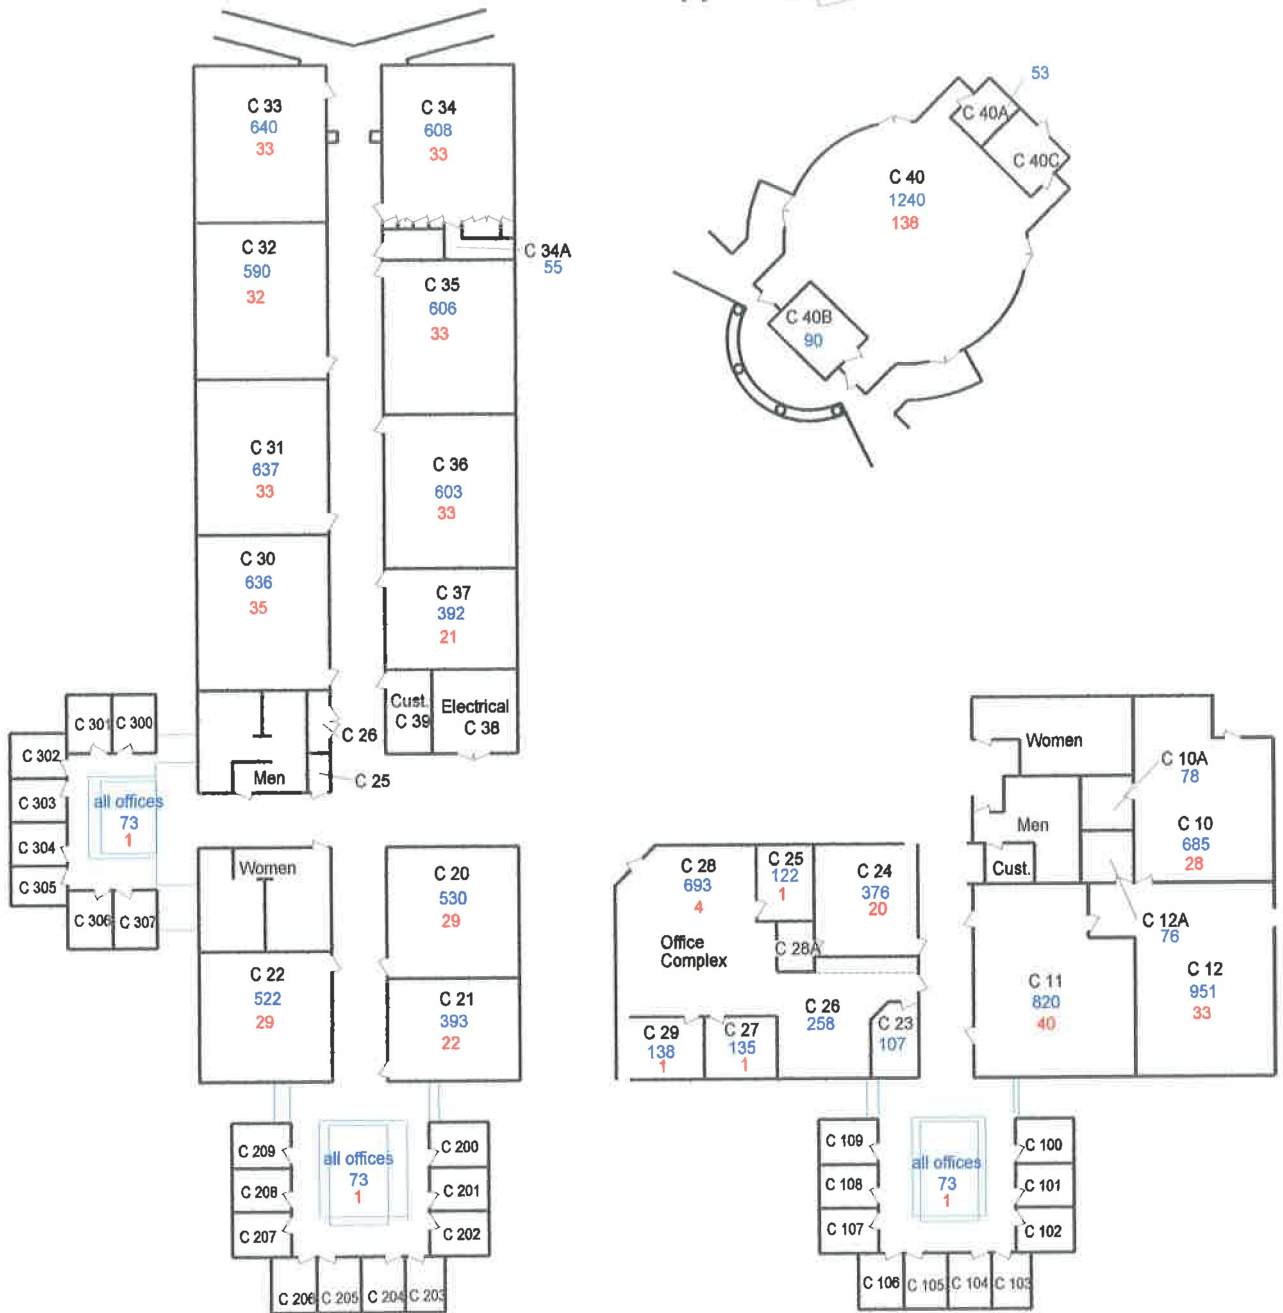 C 33
640
33
C 34
608
33
C 32
590
32
C 34A
55
C 35
606
33
C 31
637
33
C 36
603
33
C 30
636
35
C 37
392
21
Cust.
C 39
Electrical
C 38
C 26
Men
C 25
53
C 40A
C 40C
C 40
1240
138
C 40B
90
C 301
C 300
C 302
C 303
C 304
C 305
C 306
C 307
all offices
73
1
Women
C 20
530
29
C 22
522
29
C 21
393
22
C 209
C 208
C 207
C 206
C 205
C 204
C 203
C 202
C 201
C 200
all offices
73
1
Women
C 10A
78
Men
C 10
685
28
Cust.
C 12A
76
C 11
820
40
C 12
951
33
C 28
693
4
C 25
122
1
C 24
376
20
Office
Complex
C 28A
C 26
258
C 23
107
C 29
138
1
C 27
135
1
C 109
C 108
C 107
C 106
C 105
C 104
C 103
C 102
C 101
C 100
all offices
73
1